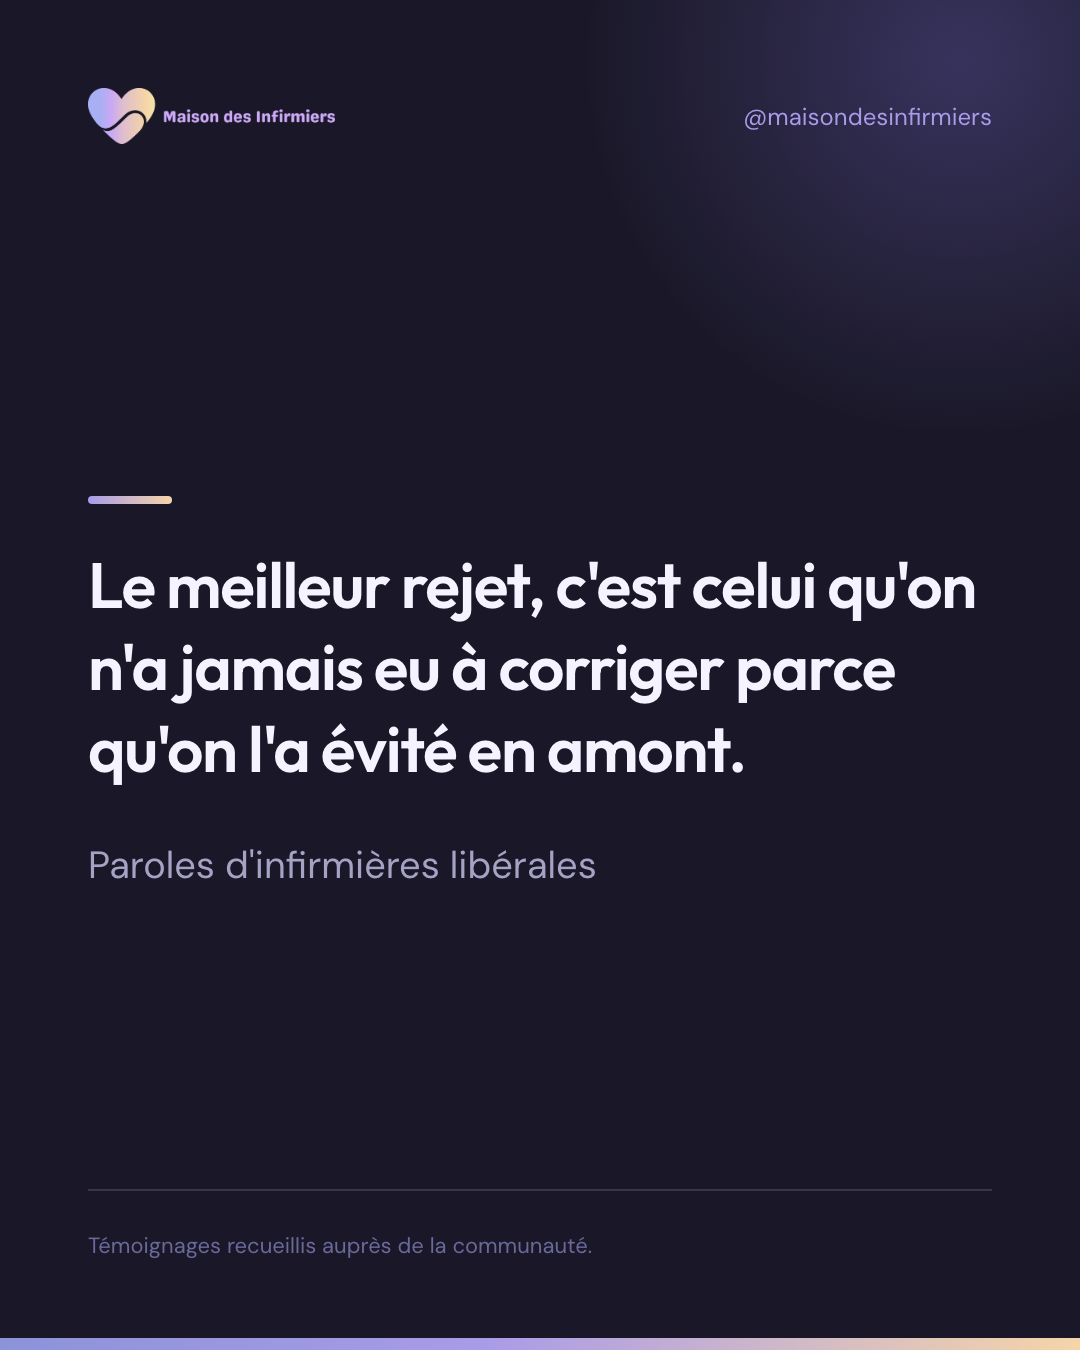 Maison des Infirmiers
@maisondesinfirmiers
Le meilleur rejet, c'est celui qu'on
n'a jamais eu à corriger parce
qu'on l'a évité en amont.
Paroles d'infirmières libérales
Témoignages recueillis auprès de la communauté.